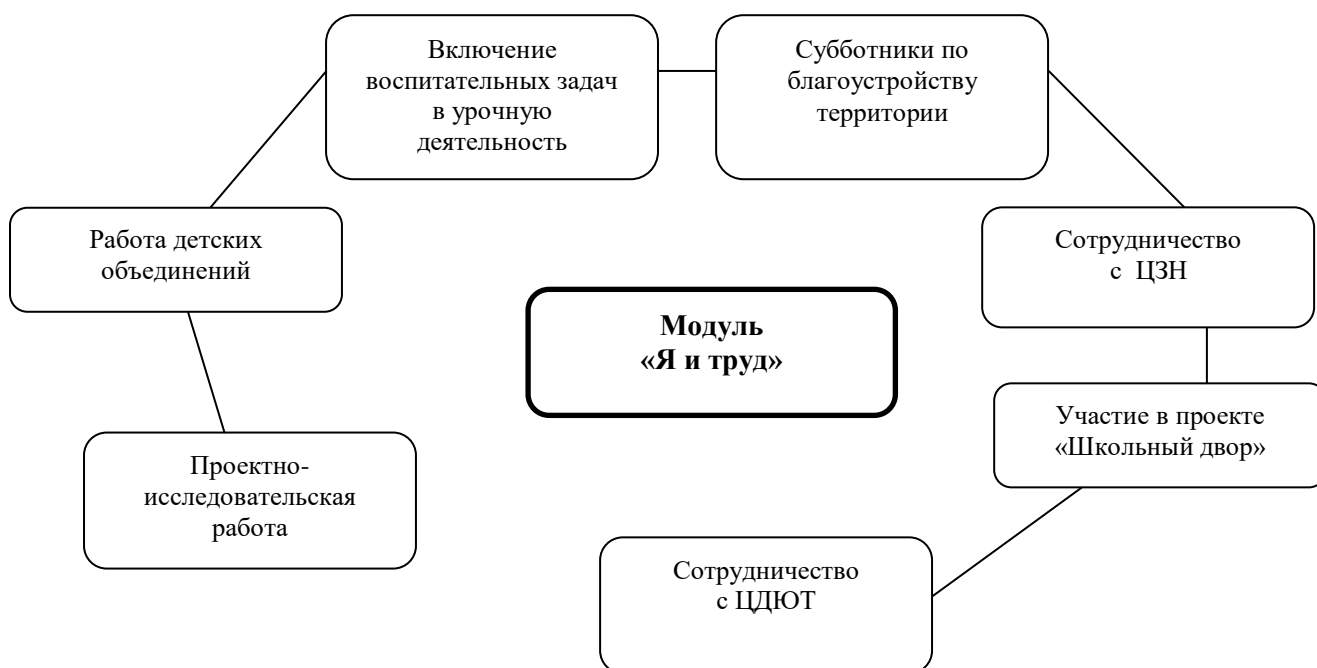 Включение
воспитательных задач
в урочную
деятельность
Субботники по
благоустройству
территории
Работа детских
объединений
Сотрудничество
с ЦЗН
Модуль
«Я и труд»
Участие в проекте
«Школьный двор»
Проектно-
исследовательская
работа
Сотрудничество
с ЦДЮТ